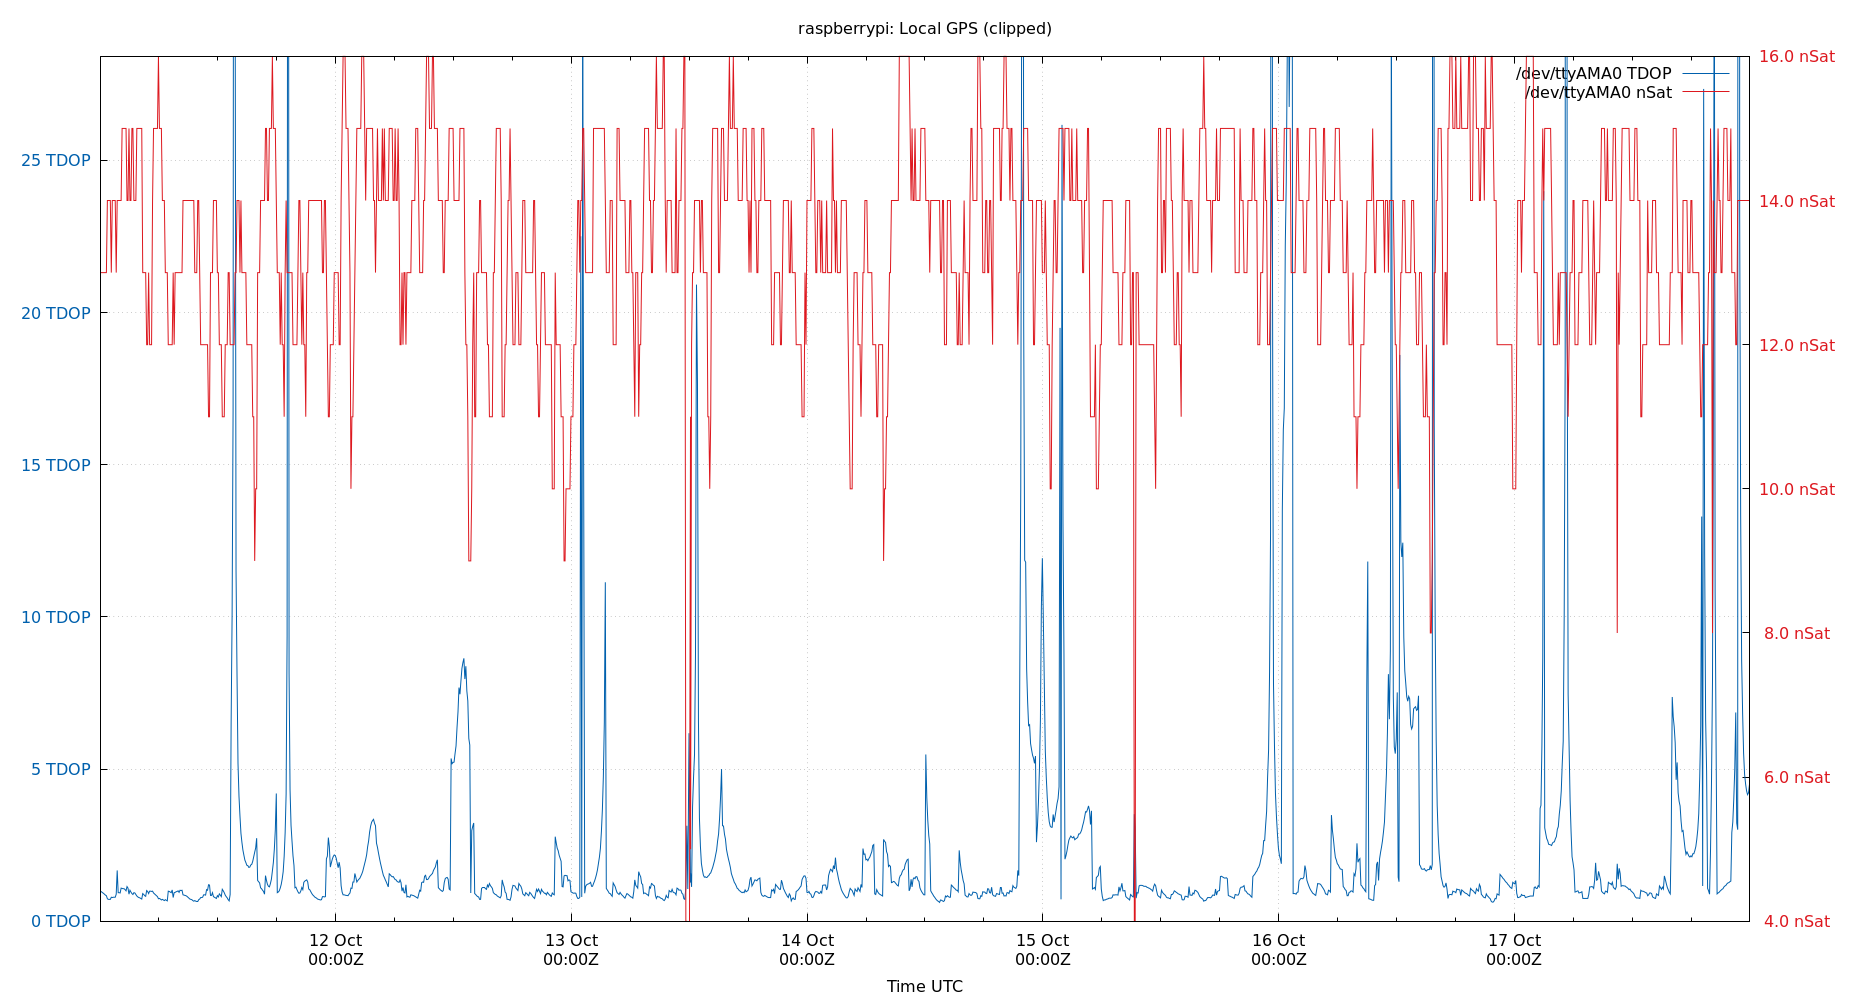 raspberrypi: Local GPS (clipped)
16.0 nSat
/dev/ttyAMA0 TDOP
/dev/ttyAMA0 nSat
25 TDOP
14.0 nSat
20 TDOP
12.0 nSat
15 TDOP
10.0 nSat
10 TDOP
8.0 nSat
5 TDOP
6.0 nSat
0 TDOP
4.0 nSat
12 Oct
00:00Z
13 Oct
00:00Z
14 Oct
00:00Z
15 Oct
00:00Z
16 Oct
00:00Z
17 Oct
00:00Z
Time UTC